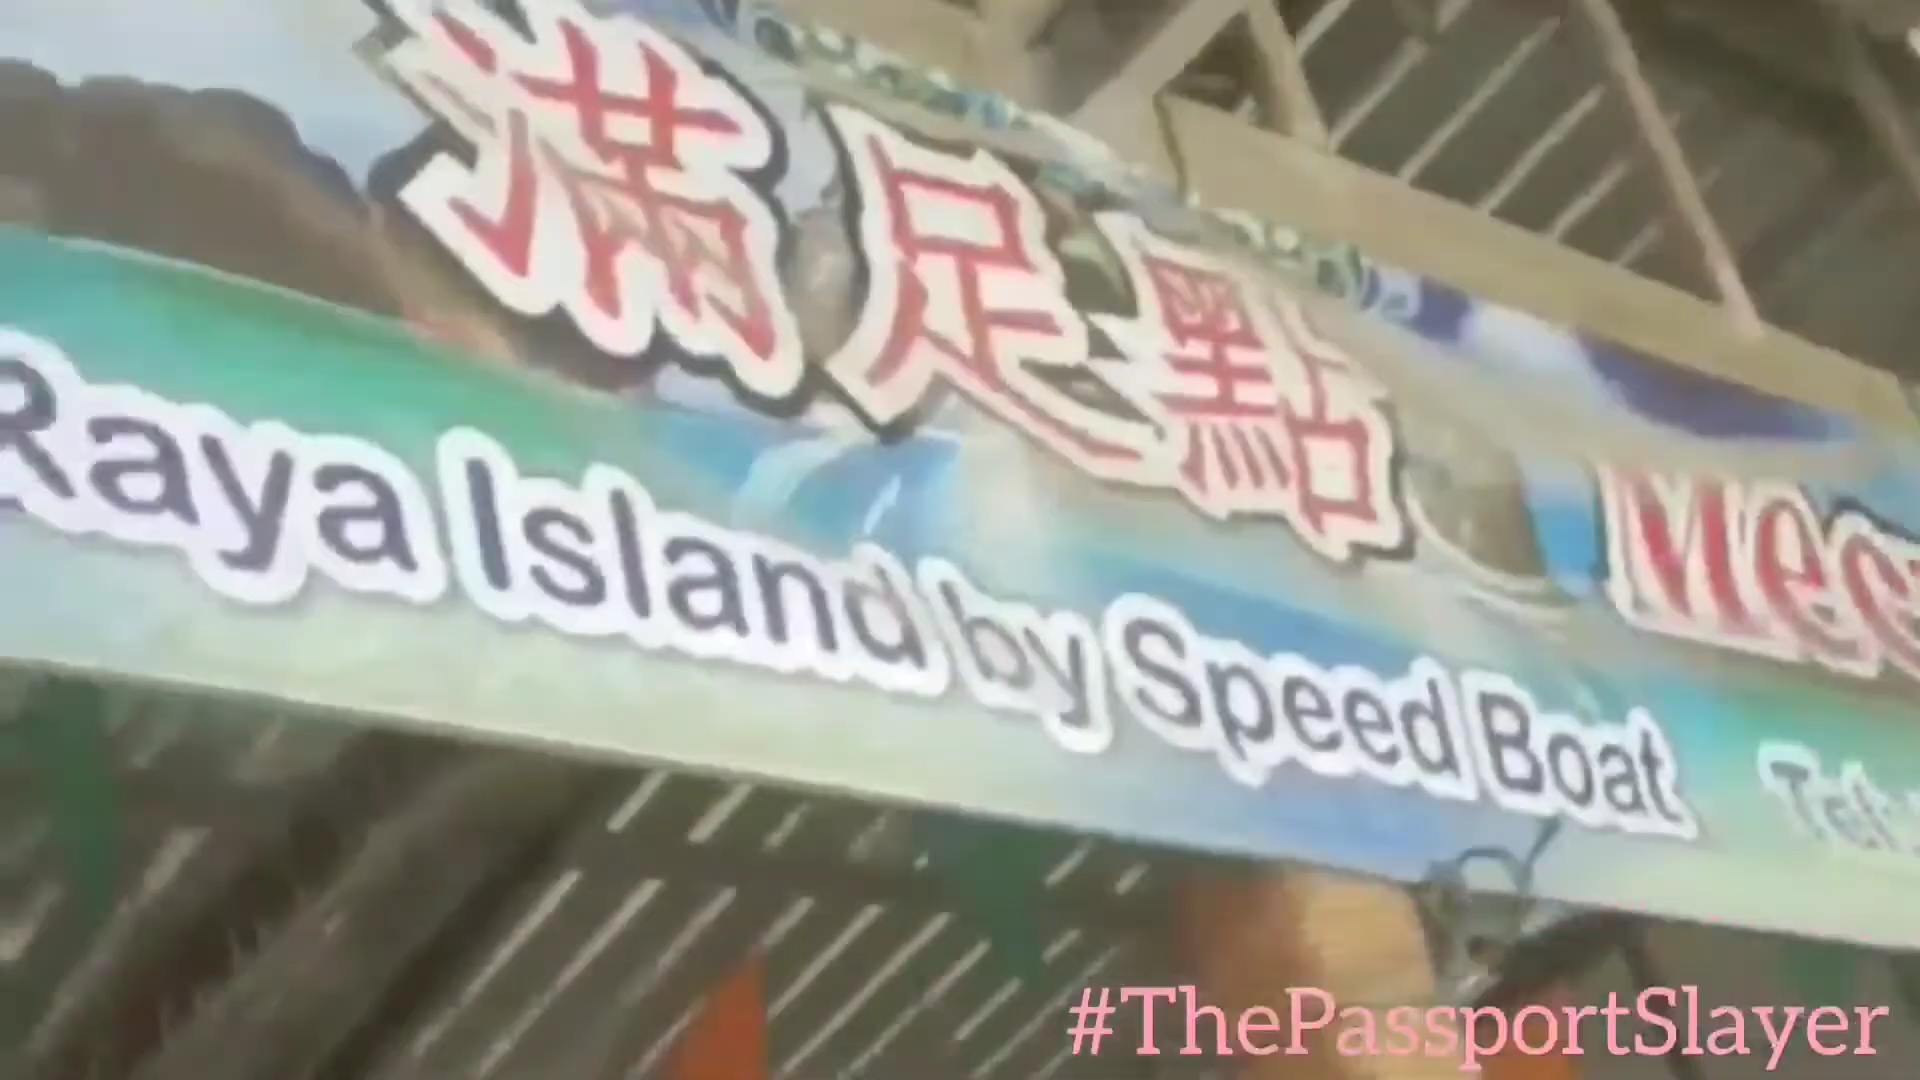 滿足點
Raya Island by Speed Boat
#ThePassportSlayer